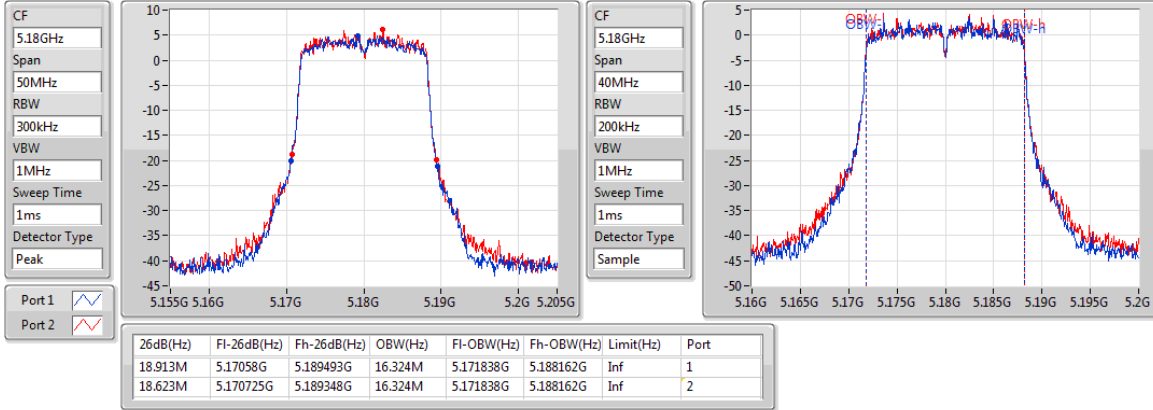 CF
5.18GHz
Span
50MHz
RBW
300kHz
VBW
1MHz
Sweep Time
1ms
Detector Type
Peak
Port 1
Port 2
10
5
0
-5
-10
-15
-20
-25
-30
-35
-40
-45
5.155G 5.16G 5.17G 5.18G 5.19G 5.2G 5.205G
CF
5.18GHz
Span
40MHz
RBW
200kHz
VBW
1MHz
Sweep Time
1ms
Detector Type
Sample
5
0
-5
-10
-15
-20
-25
-30
-35
-40
-45
-50
OBW-l
OBW-h
5.16G 5.165G 5.17G 5.175G 5.18G 5.185G 5.19G 5.195G 5.2G
26dB(Hz) Fl-26dB(Hz) Fh-26dB(Hz) OBW(Hz) Fl-OBW(Hz) Fh-OBW(Hz) Limit(Hz) Port
18.913M 5.17058G 5.189493G 16.324M 5.171838G 5.188162G Inf 1
18.623M 5.170725G 5.189348G 16.324M 5.171838G 5.188162G Inf 2